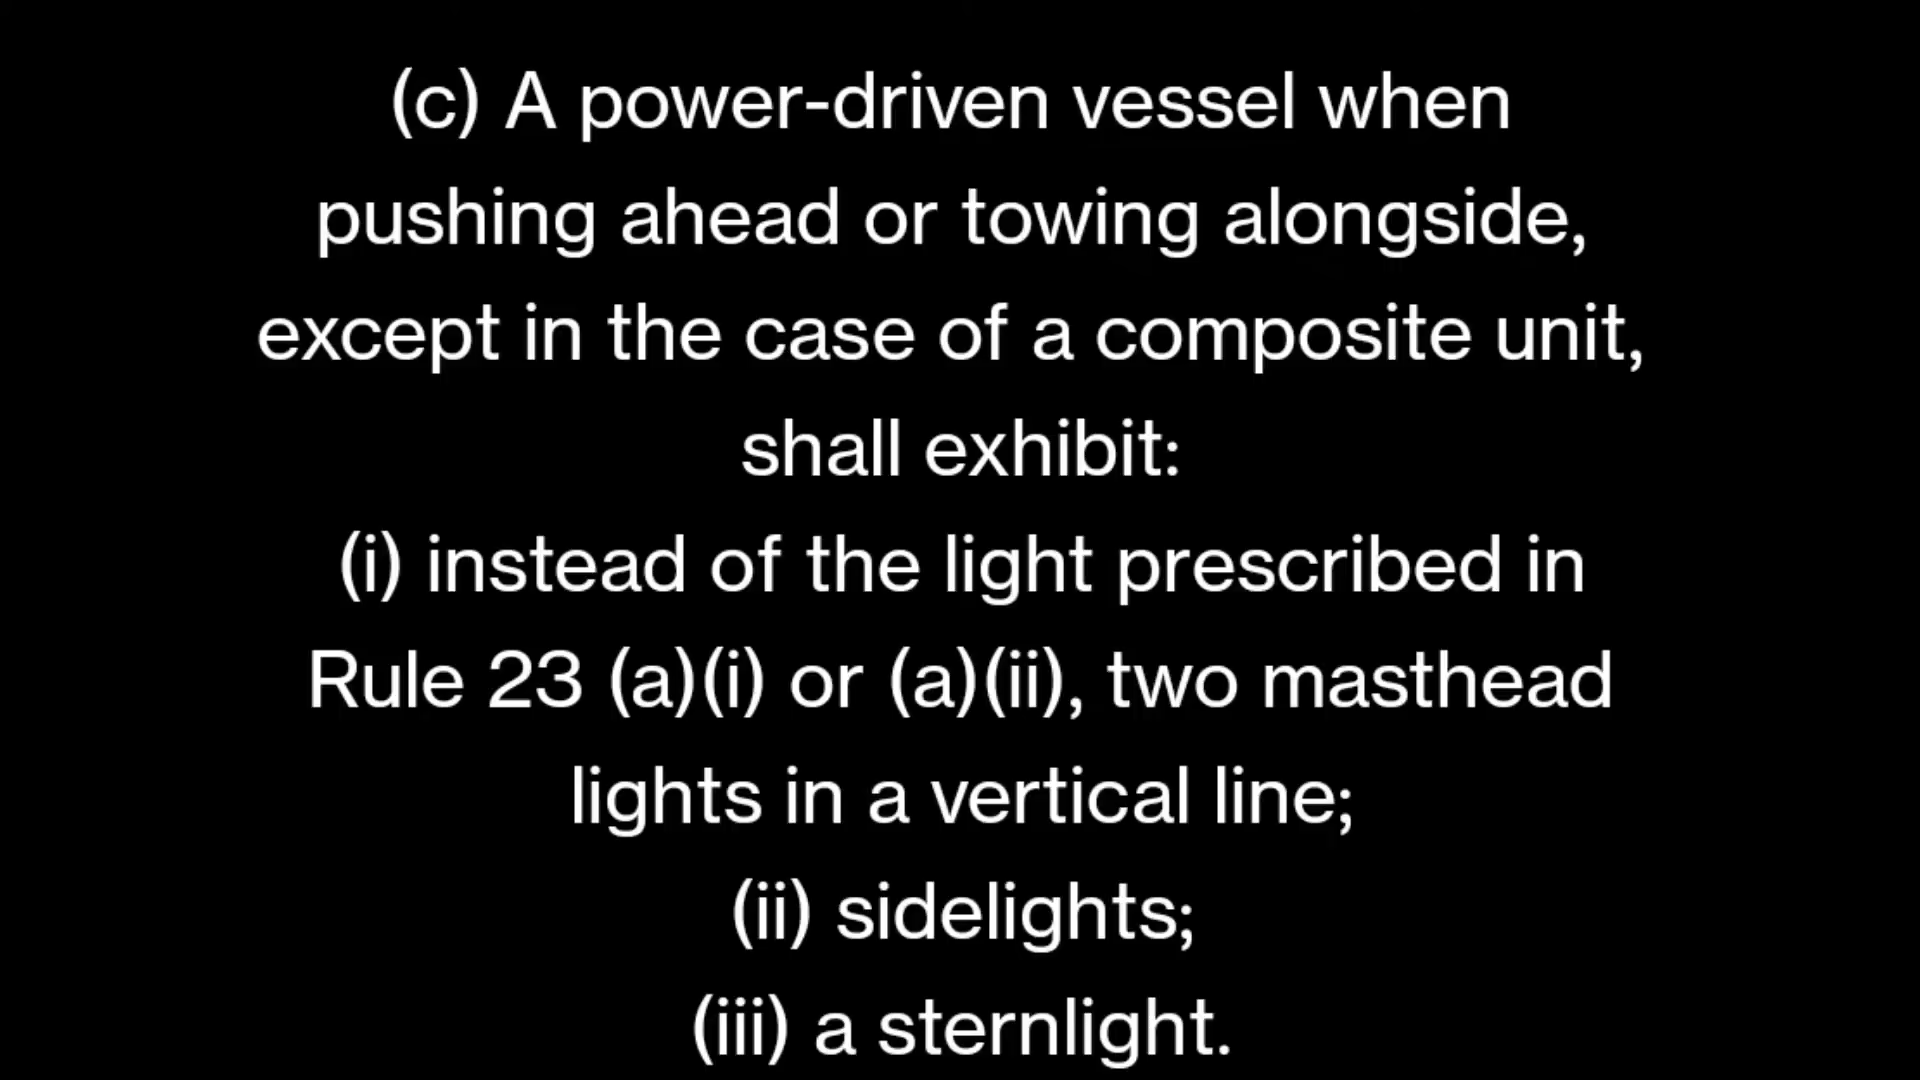 (c) A power-driven vessel when
pushing ahead or towing alongside,
except in the case of a composite unit,
shall exhibit:
(i) instead of the light prescribed in
Rule 23 (a)(i) or (a)(ii), two masthead
lights in a vertical line;
(ii) sidelights;
(iii) a sternlight.